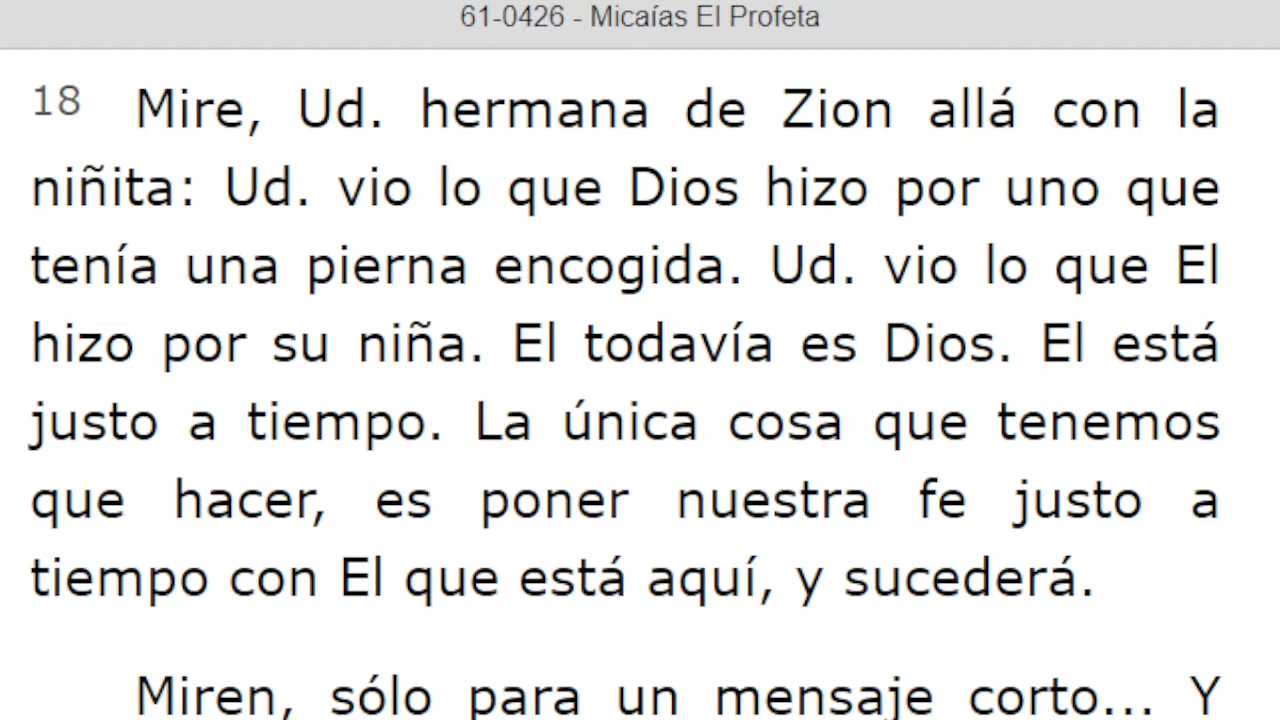 61-0426 - Micaías El Profeta
18 Mire, Ud. hermana de Zion allá con la
niñita: Ud. vio lo que Dios hizo por uno que
tenía una pierna encogida. Ud. vio lo que El
hizo por su niña. El todavía es Dios. El está
justo a tiempo. La única cosa que tenemos
que hacer, es poner nuestra fe justo a
tiempo con El que está aquí, y sucederá.
Miren, sólo para un mensaje corto... Y